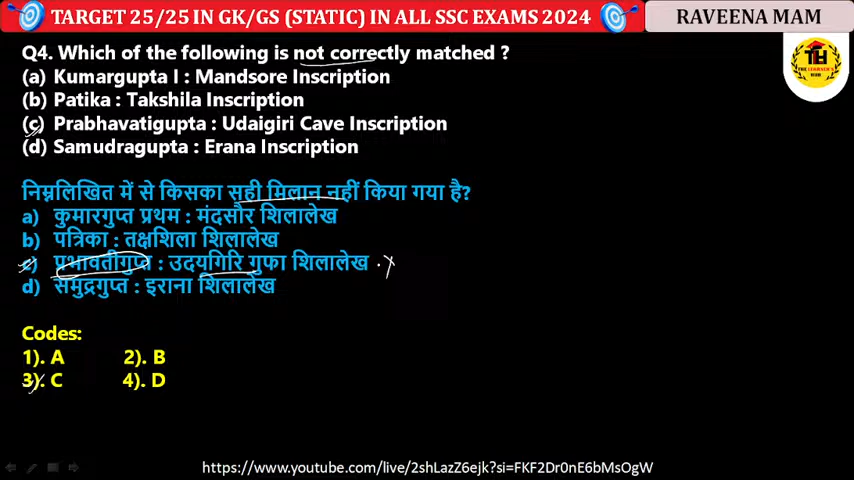 TARGET 25/25 IN GK/GS (STATIC) IN ALL SSC EXAMS 2024
RAVEENA MAM
Q4. Which of the following is not correctly matched ?
(a) Kumargupta I : Mandsore Inscription
(b) Patika : Takshila Inscription
(c) Prabhavatigupta : Udaigiri Cave Inscription
(d) Samudragupta : Erana Inscription
निम्नलिखित में से किसका सही मिलान नहीं किया गया है?
a) कुमारगुप्त प्रथम : मंदसौर शिलालेख
b) पत्रिका : तक्षशिला शिलालेख
c) प्रभावतीगुप्त : उदयगिरि गुफा शिलालेख
d) समुद्रगुप्त : इराना शिलालेख
Codes:
1). A 2). B
3). C 4). D
https://www.youtube.com/live/2shLazZ6ejk?si=FKF2Dr0nE6bMsOgW